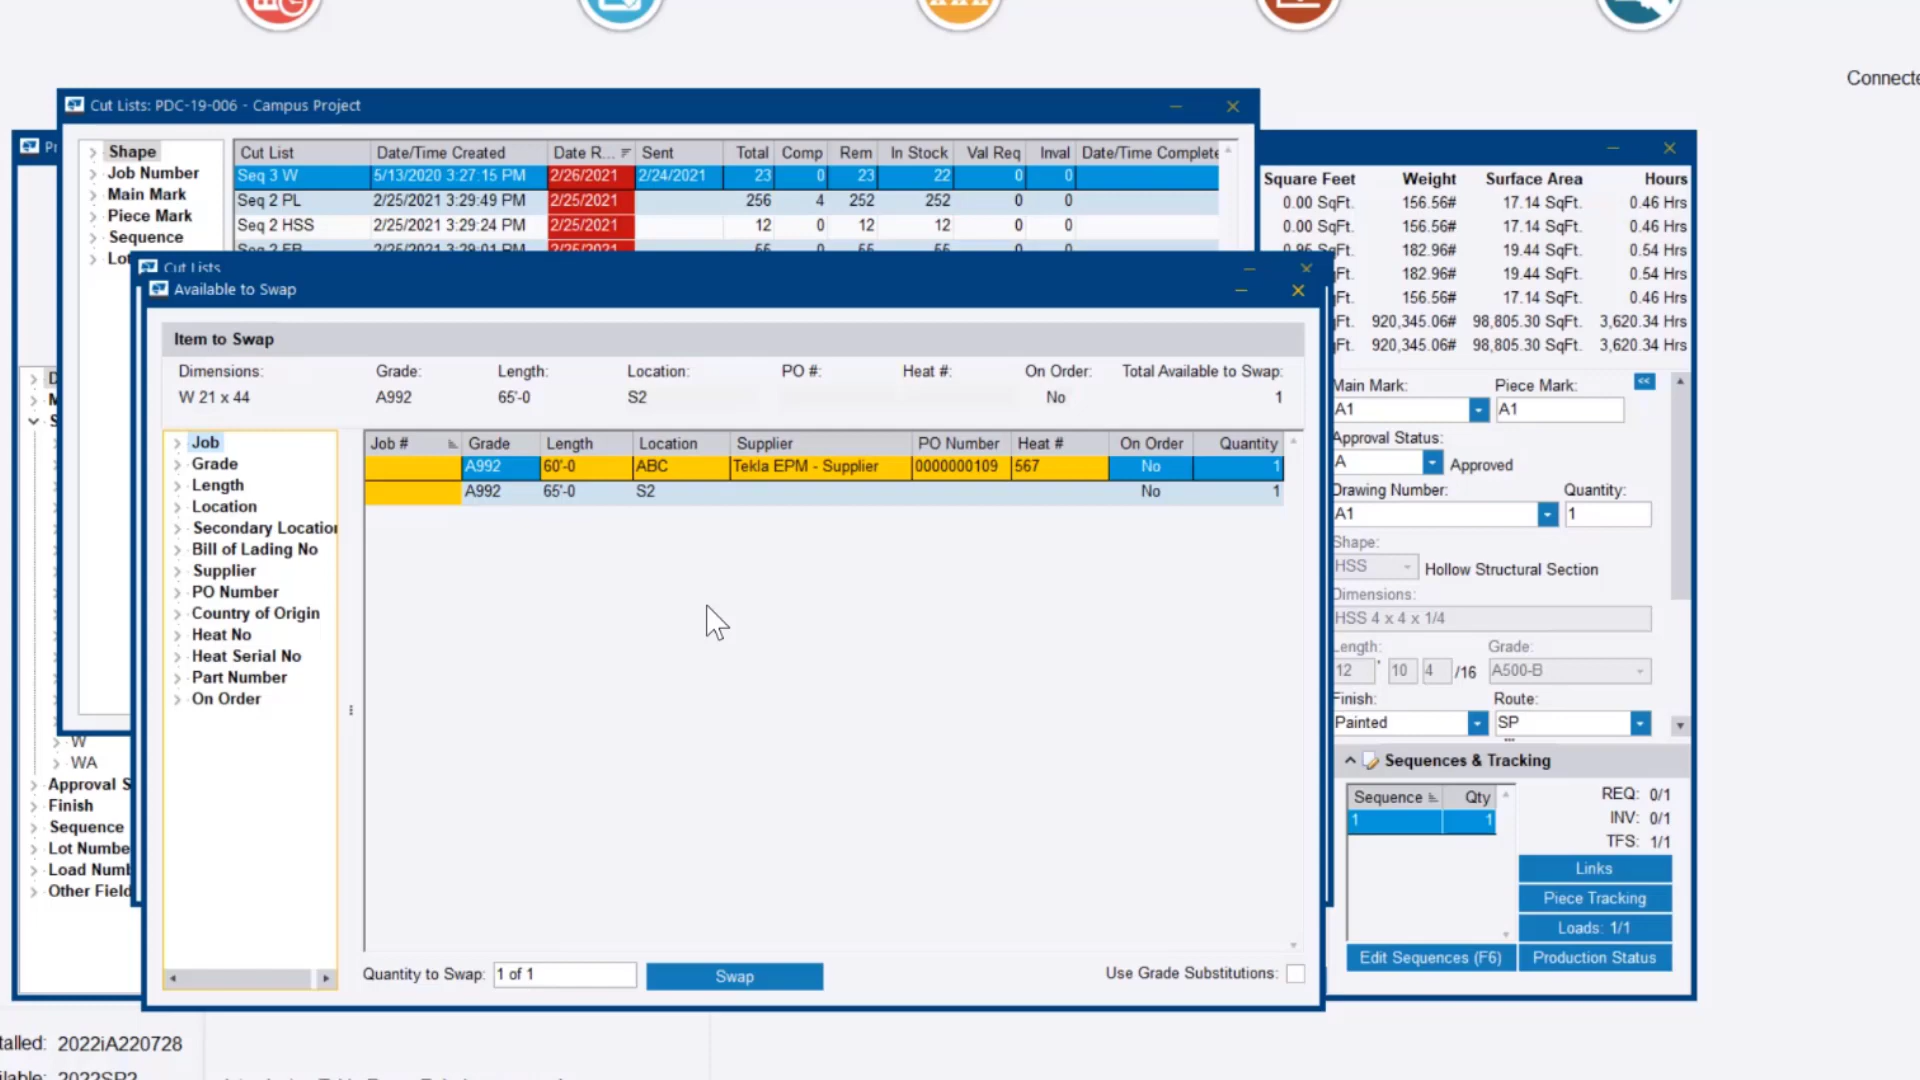 Connecte
Cut Lists: PDC-19-006 - Campus Project
Shape
Job Number
Main Mark
Piece Mark
Sequence
Cut List Date/Time Created Date R... Sent Total Comp Rem In Stock Val Req Inval Date/Time Complete
Seq 3 W 5/13/2020 3:27:15 PM 2/26/2021 2/24/2021 23 0 23 22 0 0
Seq 2 PL 2/25/2021 3:29:49 PM 2/25/2021 256 4 252 252 0 0
Seq 2 HSS 2/25/2021 3:29:24 PM 2/25/2021 12 0 12 12 0 0
Square Feet Weight Surface Area Hours
0.00 SqFt. 156.56# 17.14 SqFt. 0.46 Hrs
0.00 SqFt. 156.56# 17.14 SqFt. 0.46 Hrs
182.96# 19.44 SqFt. 0.54 Hrs
182.96# 19.44 SqFt. 0.54 Hrs
156.56# 17.14 SqFt. 0.46 Hrs
920,345.06# 98,805.30 SqFt. 3,620.34 Hrs
920,345.06# 98,805.30 SqFt. 3,620.34 Hrs
Cut Lists
Available to Swap
Item to Swap
Dimensions: Grade: Length: Location: PO #: Heat #: On Order: Total Available to Swap:
W 21 x 44 A992 65'-0 S2 No 1
Job
Grade
Length
Location
Secondary Location
Bill of Lading No
Supplier
PO Number
Country of Origin
Heat No
Heat Serial No
Part Number
On Order
Job # Grade Length Location Supplier PO Number Heat # On Order Quantity
A992 60'-0 ABC Tekla EPM - Supplier 0000000109 567 No 1
A992 65'-0 S2 No 1
Quantity to Swap: 1 of 1 Swap Use Grade Substitutions:
W
WA
Approval S
Finish
Sequence
Lot Numbe
Load Numb
Other Field
Main Mark: Piece Mark: <<
A1 A1
Approval Status:
A Approved
Drawing Number: Quantity:
A1 1
Shape:
HSS Hollow Structural Section
Dimensions:
HSS 4 x 4 x 1/4
Length: Grade:
12 ' 10 4 /16 A500-B
Finish: Route:
Painted SP
Sequences & Tracking
Sequence Qty
1 1
REQ: 0/1
INV: 0/1
TFS: 1/1
Links
Piece Tracking
Loads: 1/1
Edit Sequences (F6) Production Status
talled: 2022iA220728